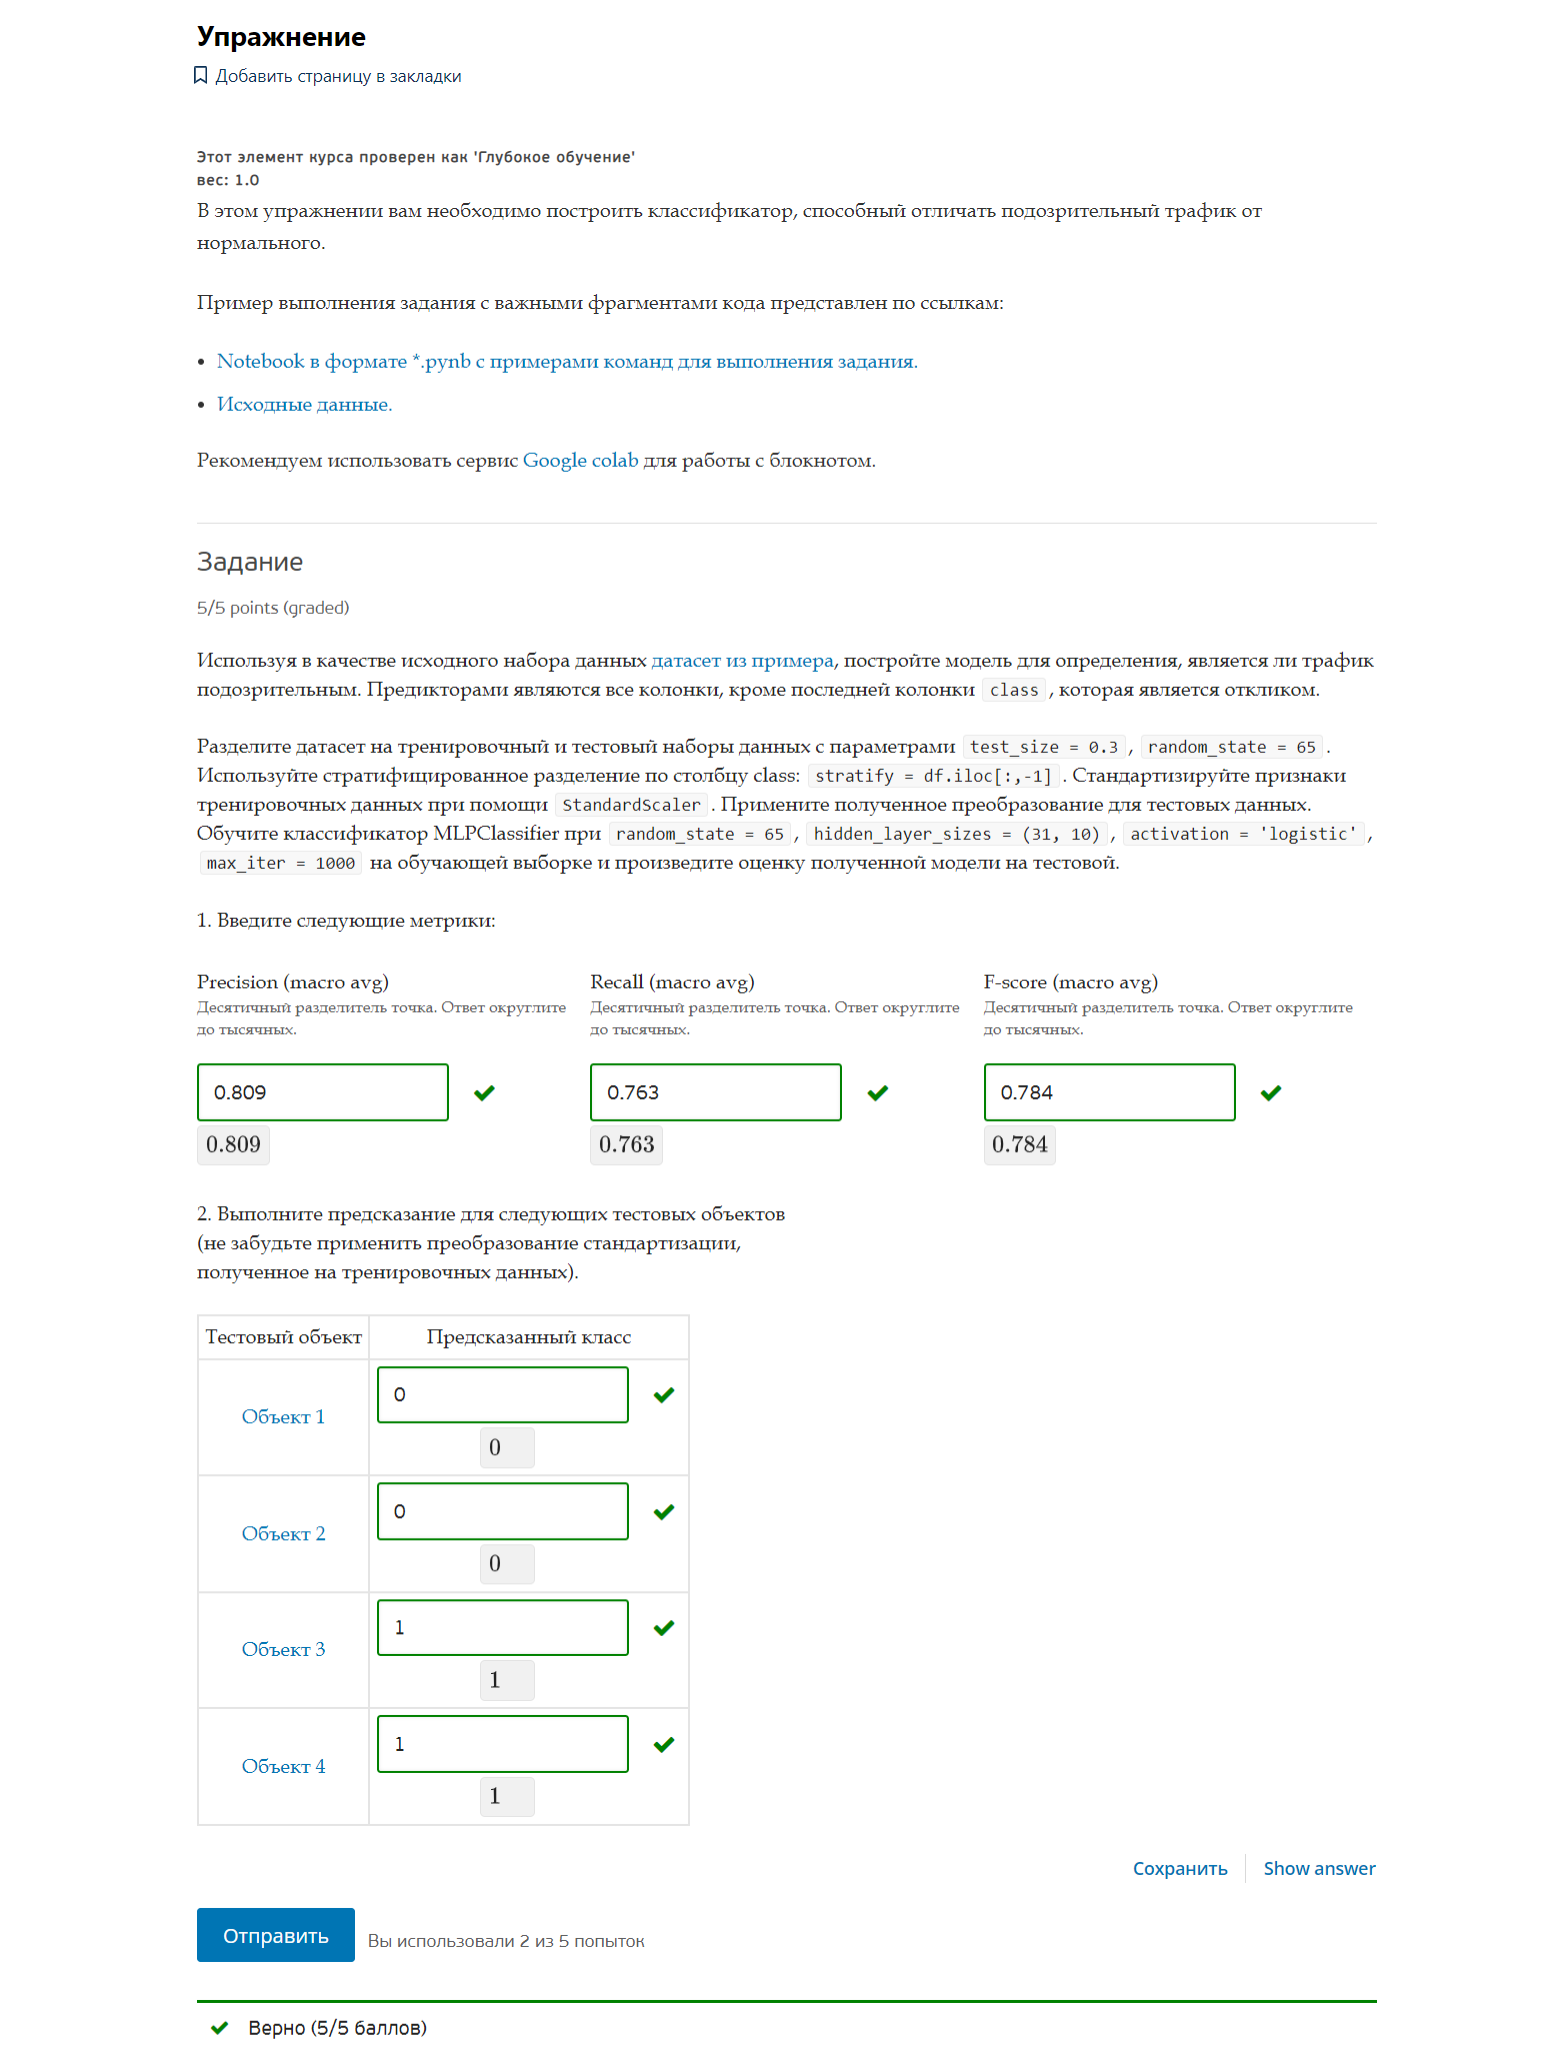 Упражнение
Добавить страницу в закладки
Этот элемент курса проверен как 'Глубокое обучение'
вес: 1.0
В этом упражнении вам необходимо построить классификатор, способный отличать подозрительный трафик от
нормального.
Пример выполнения задания с важными фрагментами кода представлен по ссылкам:
• Notebook в формате *.pynb с примерами команд для выполнения задания.
• Исходные данные.
Рекомендуем использовать сервис Google colab для работы с блокнотом.
Задание
5/5 points (graded)
Используя в качестве исходного набора данных датасет из примера, постройте модель для определения, является ли трафик
подозрительным. Предикторами являются все колонки, кроме последней колонки class , которая является откликом.
Разделите датасет на тренировочный и тестовый наборы данных с параметрами test_size = 0.3 , random_state = 65 .
Используйте стратифицированное разделение по столбцу class: stratify = df.iloc[:,-1] . Стандартизируйте признаки
тренировочных данных при помощи StandardScaler . Примените полученное преобразование для тестовых данных.
Обучите классификатор MLPClassifier при random_state = 65 , hidden_layer_sizes = (31, 10) , activation = 'logistic' ,
max_iter = 1000 на обучающей выборке и произведите оценку полученной модели на тестовой.
1. Введите следующие метрики:
Precision (macro avg) Recall (macro avg) F-score (macro avg)
Десятичный разделитель точка. Ответ округлите Десятичный разделитель точка. Ответ округлите Десятичный разделитель точка. Ответ округлите
до тысячных. до тысячных. до тысячных.
0.809 0.763 0.784
0.809 0.763 0.784
2. Выполните предсказание для следующих тестовых объектов
(не забудьте применить преобразование стандартизации,
полученное на тренировочных данных).
Тестовый объект Предсказанный класс
0
Объект 1
0
0
Объект 2
0
1
Объект 3
1
1
Объект 4
1
Сохранить Show answer
Отправить Вы использовали 2 из 5 попыток
Верно (5/5 баллов)